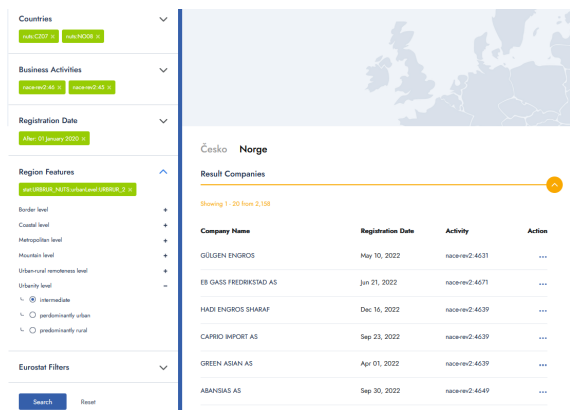 Countries
nuts:CZ07 × nuts:NO08 ×
Business Activities
nace-rev2:46 × nace-rev2:45 ×
Registration Date
After: 01 January 2020 ×
Region Features
stat:URBRUR_NUTS:urbanLevel:URBRUR_2 ×
Border level +
Coastal level +
Metropolitan level +
Mountain level +
Urban-rural remoteness level +
Urbanity level –
intermediate
perdominantly urban
predominantly rural
Eurostat Filters
Search Reset
Česko Norge
Result Companies
Showing 1 - 20 from 2,158
Company Name Registration Date Activity Action
GÜLGEN ENGROS May 10, 2022 nace-rev2:4631 ...
EB GASS FREDRIKSTAD AS Jun 21, 2022 nace-rev2:4671 ...
HADI ENGROS SHARAF Dec 16, 2022 nace-rev2:4639 ...
CAPRIO IMPORT AS Sep 23, 2022 nace-rev2:4639 ...
GREEN ASIAN AS Apr 01, 2022 nace-rev2:4639 ...
ABANSIAS AS Sep 30, 2022 nace-rev2:4649 ...